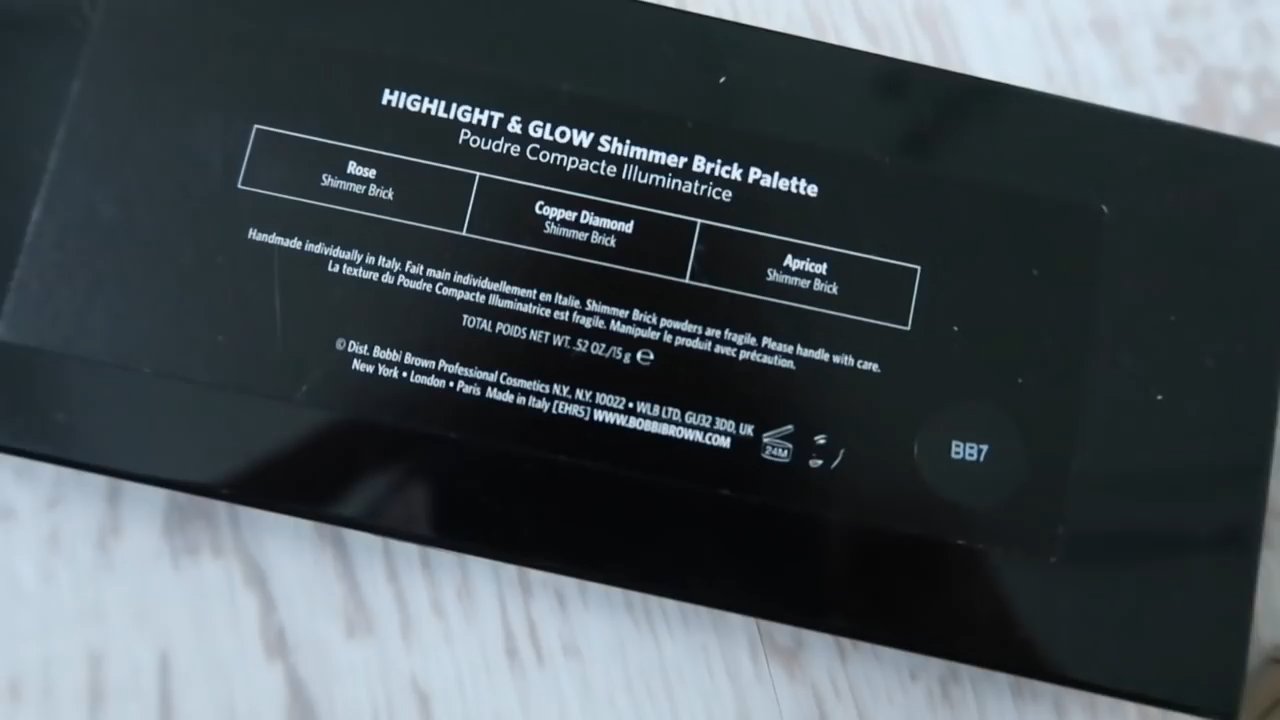 HIGHLIGHT & GLOW Shimmer Brick Palette
Poudre Compacte Illuminatrice
Rose
Shimmer Brick
Copper Diamond
Shimmer Brick
Apricot
Shimmer Brick
Handmade individually in Italy. Fait main individuellement en Italie. Shimmer Brick powders are fragile. Please handle with care.
La texture du Poudre Compacte Illuminatrice est fragile. Manipuler le produit avec précaution.
TOTAL POIDS NET WT. .52 OZ./15 g ℮
© Dist. Bobbi Brown Professional Cosmetics N.Y., N.Y. 10022 • WLB LTD, GU32 3DD, UK
New York • London • Paris Made in Italy [EHR5] WWW.BOBBIBROWN.COM
24M
BB7